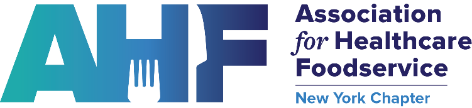 AHF
Association
for Healthcare
Foodservice
New York Chapter